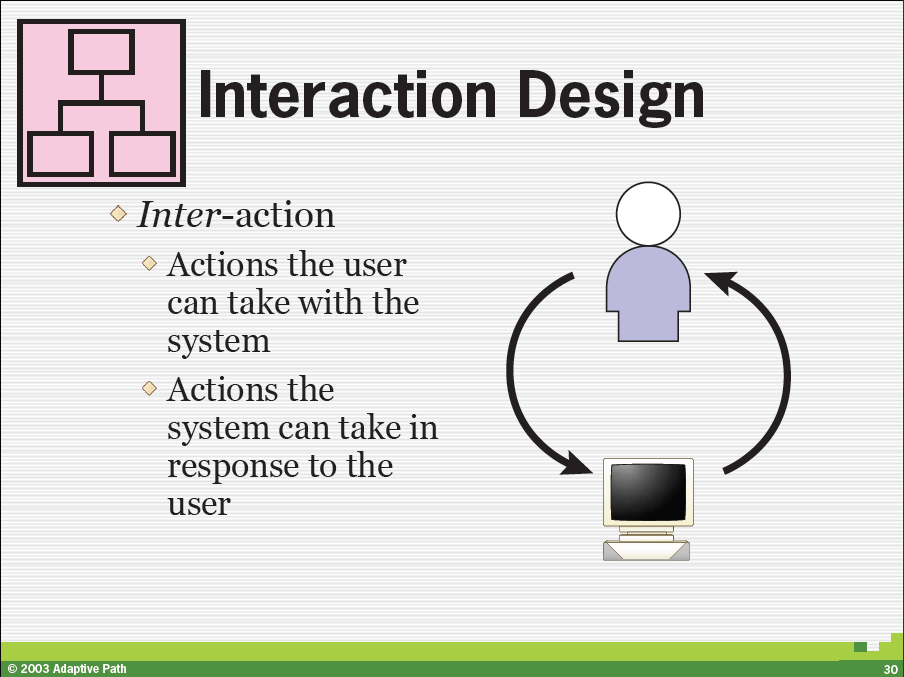 Interaction Design
Inter-action
Actions the user
can take with the
system
Actions the
system can take in
response to the
user
© 2003 Adaptive Path
30